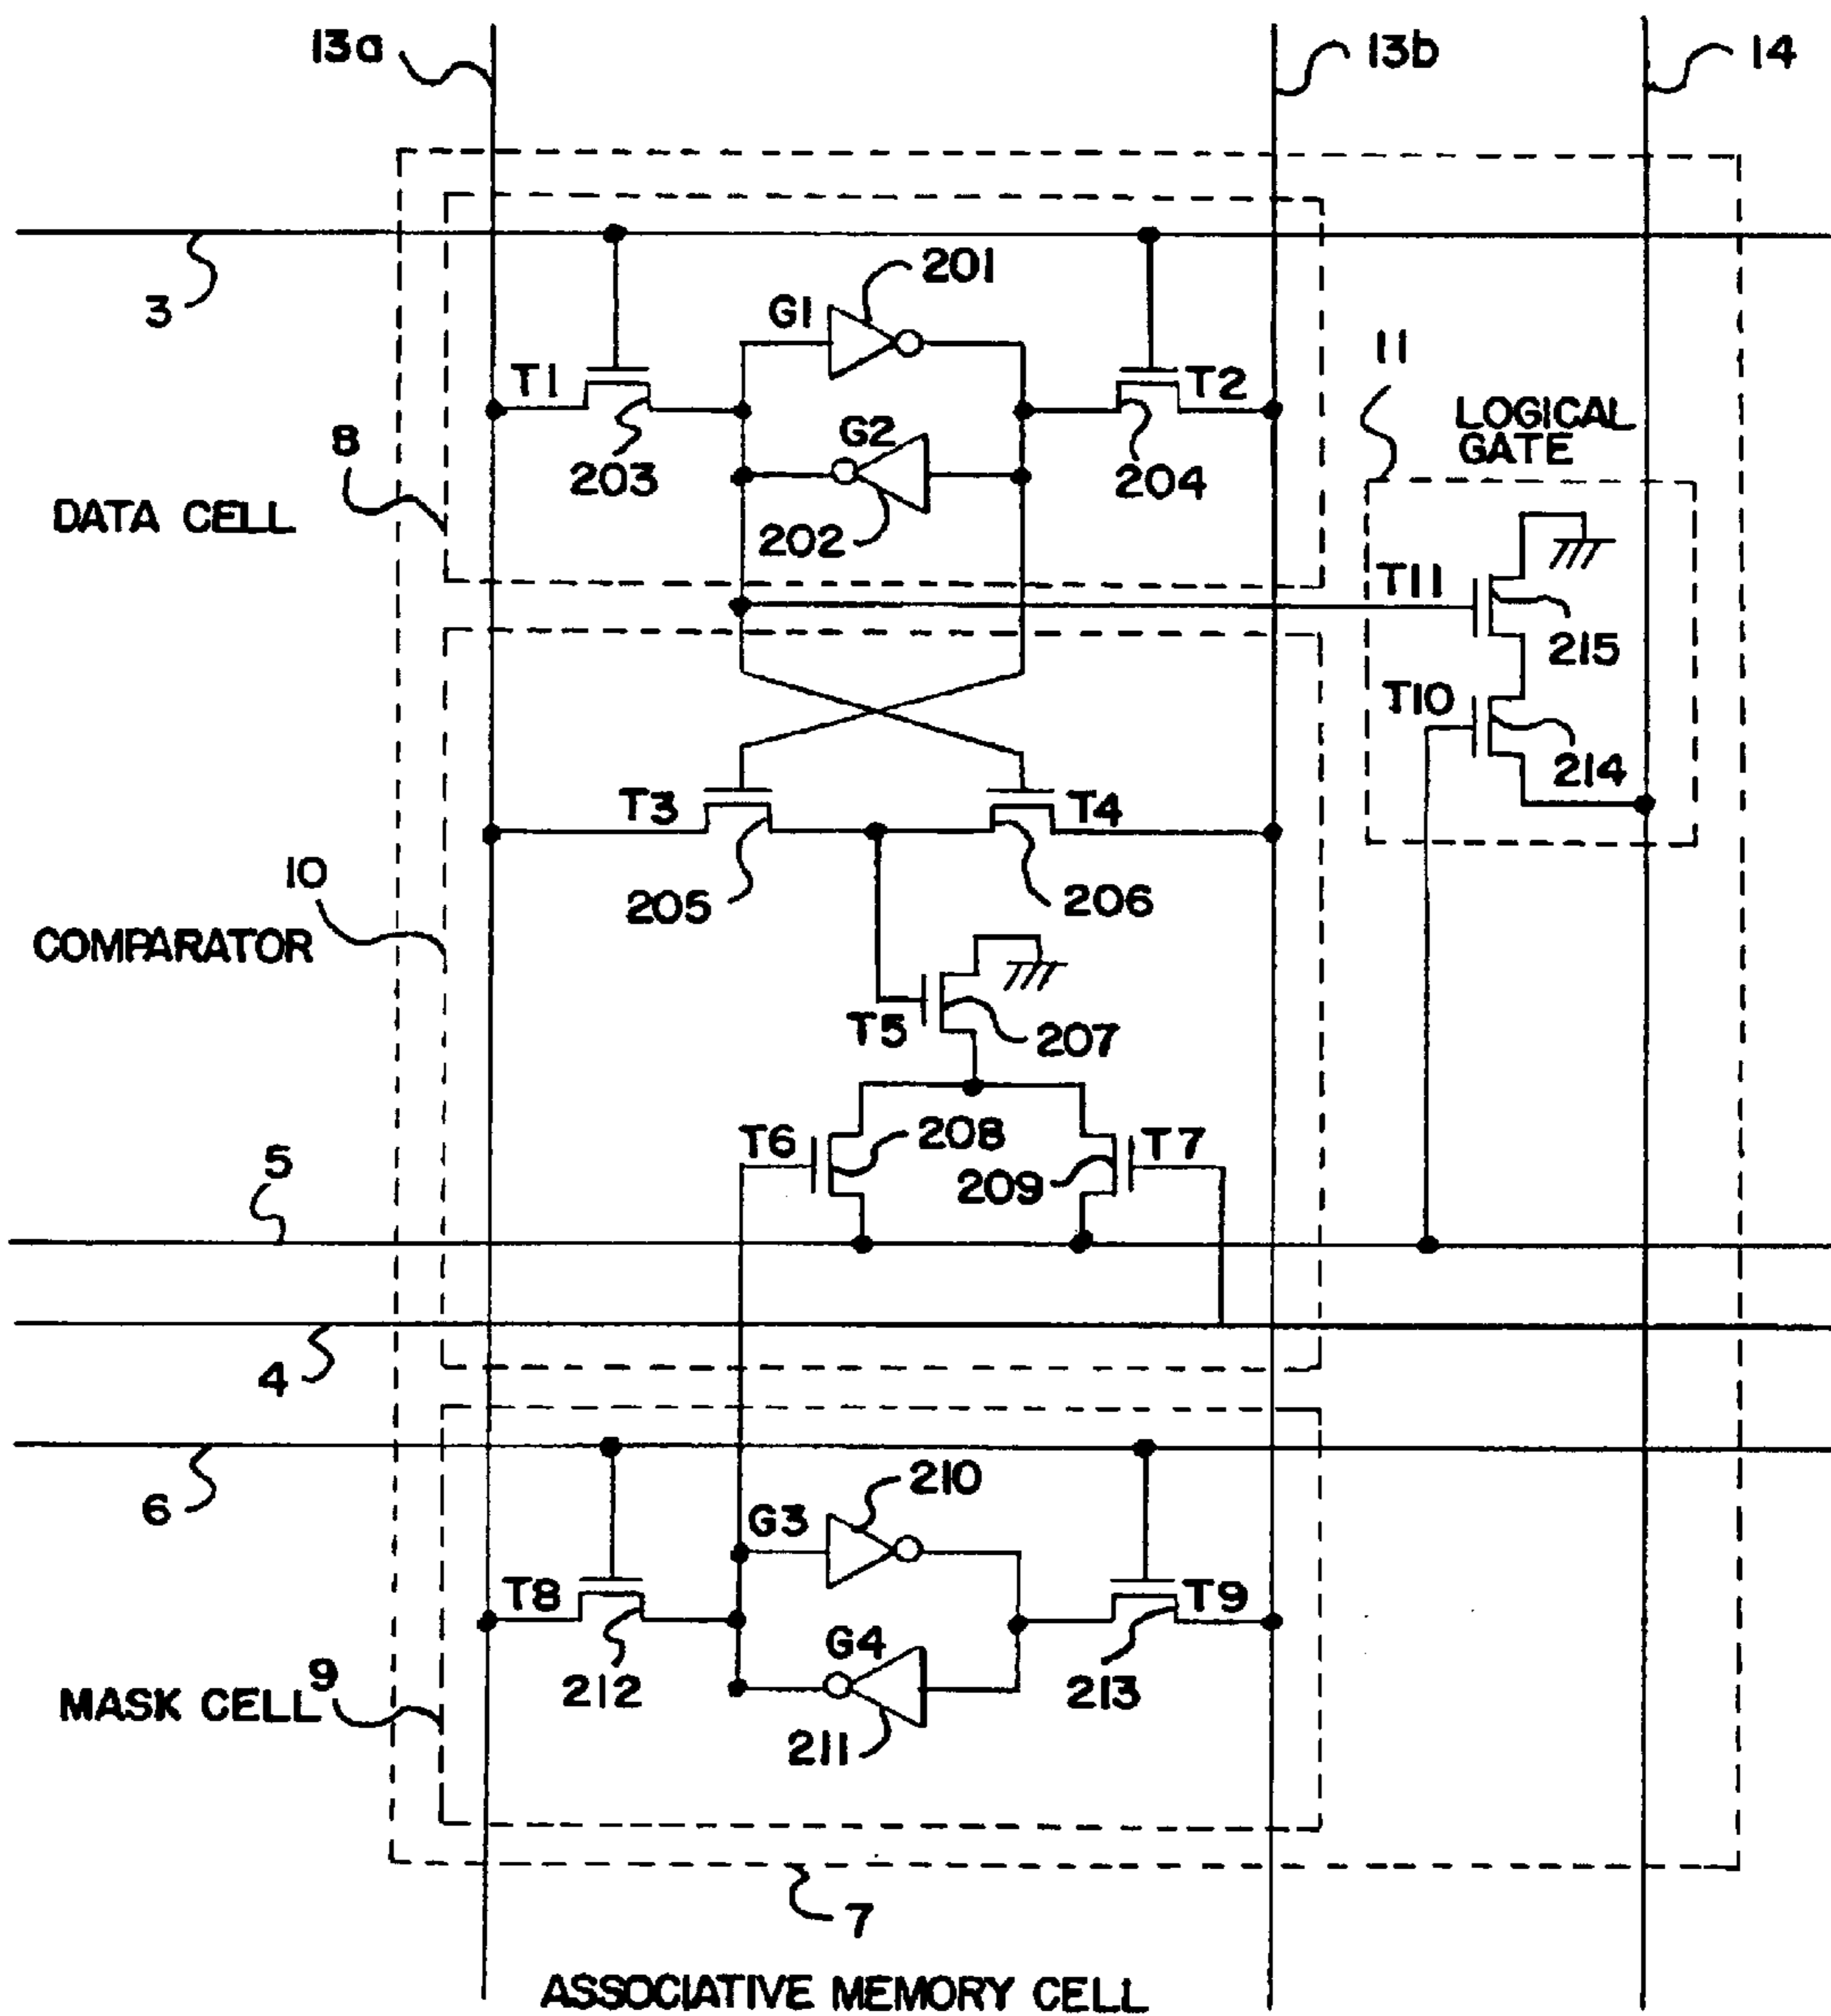 13a
13b
14
3
G1
201
T1
T2
11
LOGICAL
GATE
8
G2
203
204
DATA CELL
202
T11
215
T10
214
T3
T4
10
205
206
COMPARATOR
T5
207
T6
208
T7
5
209
4
6
G3
210
T8
T9
G4
212
213
MASK CELL
9
211
7
ASSOCIATIVE MEMORY CELL